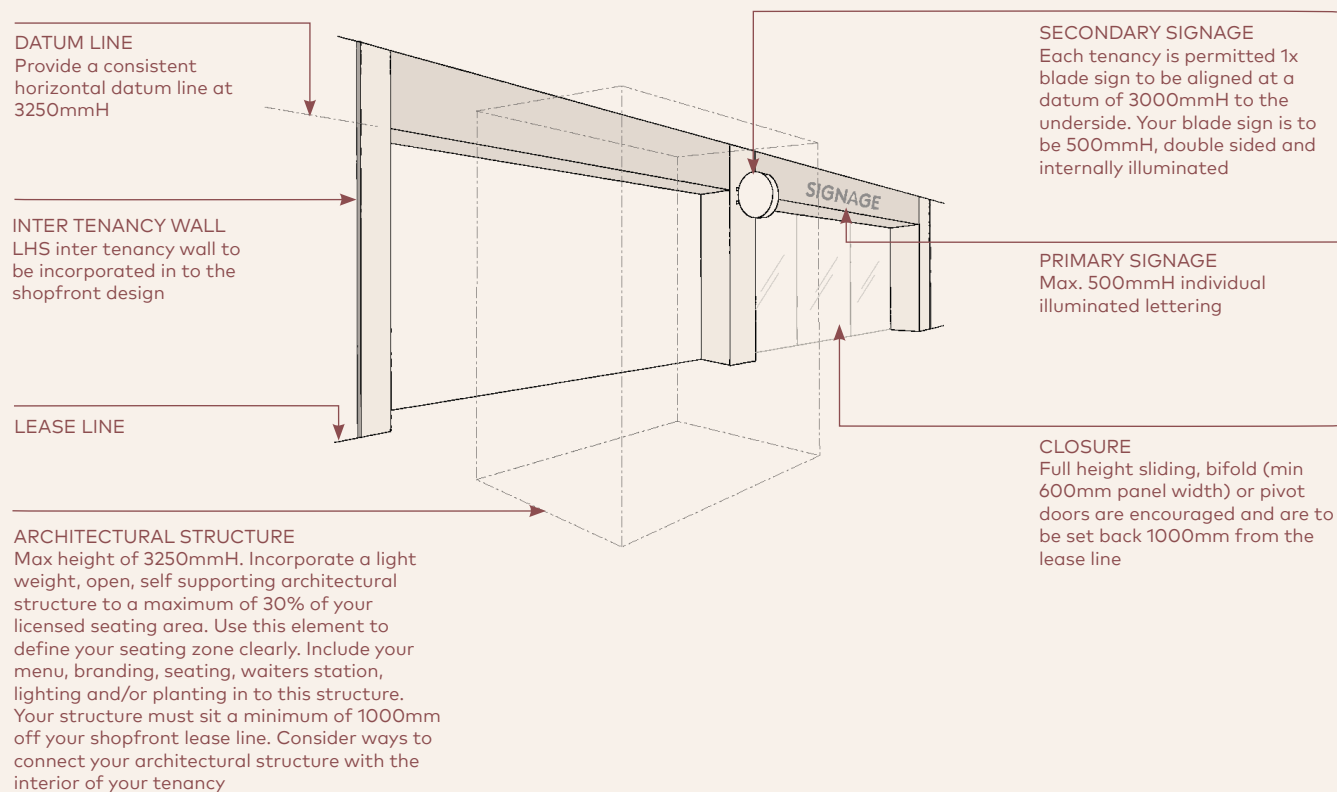 DATUM LINE
Provide a consistent
horizontal datum line at
3250mmH
INTER TENANCY WALL
LHS inter tenancy wall to
be incorporated in to the
shopfront design
LEASE LINE
ARCHITECTURAL STRUCTURE
Max height of 3250mmH. Incorporate a light
weight, open, self supporting architectural
structure to a maximum of 30% of your
licensed seating area. Use this element to
define your seating zone clearly. Include your
menu, branding, seating, waiters station,
lighting and/or planting in to this structure.
Your structure must sit a minimum of 1000mm
off your shopfront lease line. Consider ways to
connect your architectural structure with the
interior of your tenancy
SIGNAGE
SECONDARY SIGNAGE
Each tenancy is permitted 1x
blade sign to be aligned at a
datum of 3000mmH to the
underside. Your blade sign is to
be 500mmH, double sided and
internally illuminated
PRIMARY SIGNAGE
Max. 500mmH individual
illuminated lettering
CLOSURE
Full height sliding, bifold (min
600mm panel width) or pivot
doors are encouraged and are to
be set back 1000mm from the
lease line